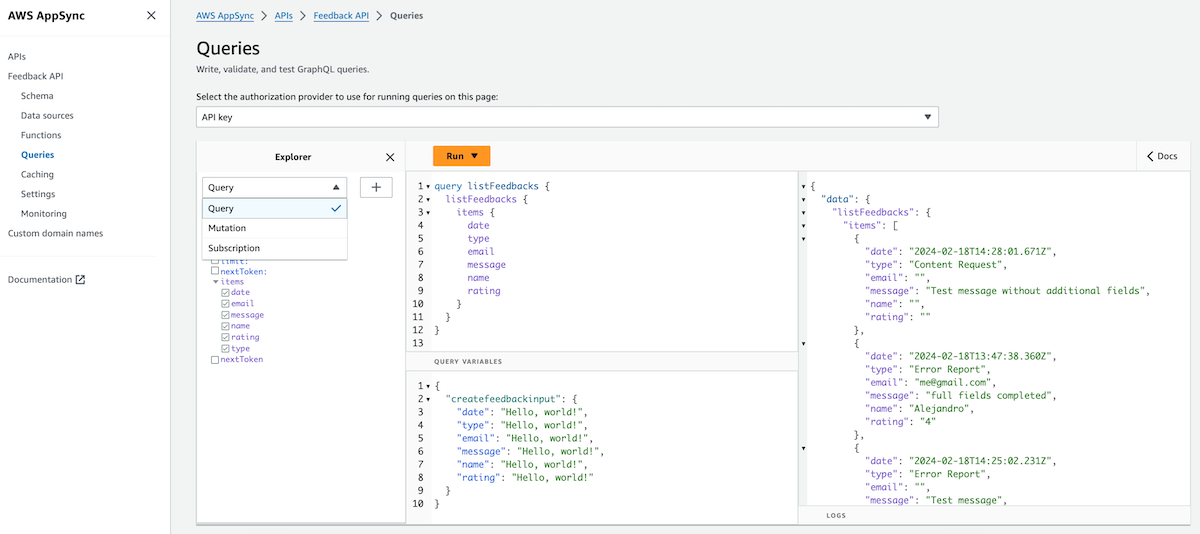 AWS AppSync
APIs
Feedback API
Schema
Data sources
Functions
Queries
Caching
Settings
Monitoring
Custom domain names
Documentation
AWS AppSync > APIs > Feedback API > Queries
Queries
Write, validate, and test GraphQL queries.
Select the authorization provider to use for running queries on this page:
API key
Explorer
Query
Query
Mutation
Subscription
limit:
nextToken:
items
date
email
message
name
rating
type
nextToken
Run
Docs
1 query listFeedbacks {
2 listFeedbacks {
3 items {
4 date
5 type
6 email
7 message
8 name
9 rating
10 }
11 }
12 }
13
QUERY VARIABLES
1 {
2 "createfeedbackinput": {
3 "date": "Hello, world!",
4 "type": "Hello, world!",
5 "email": "Hello, world!",
6 "message": "Hello, world!",
7 "name": "Hello, world!",
8 "rating": "Hello, world!"
9 }
10 }
{
"data": {
"listFeedbacks": {
"items": [
{
"date": "2024-02-18T14:28:01.671Z",
"type": "Content Request",
"email": "",
"message": "Test message without additional fields",
"name": "",
"rating": ""
},
{
"date": "2024-02-18T13:47:38.360Z",
"type": "Error Report",
"email": "me@gmail.com",
"message": "full fields completed",
"name": "Alejandro",
"rating": "4"
},
{
"date": "2024-02-18T14:25:02.231Z",
"type": "Error Report",
"email": "",
"message": "Test message",
LOGS